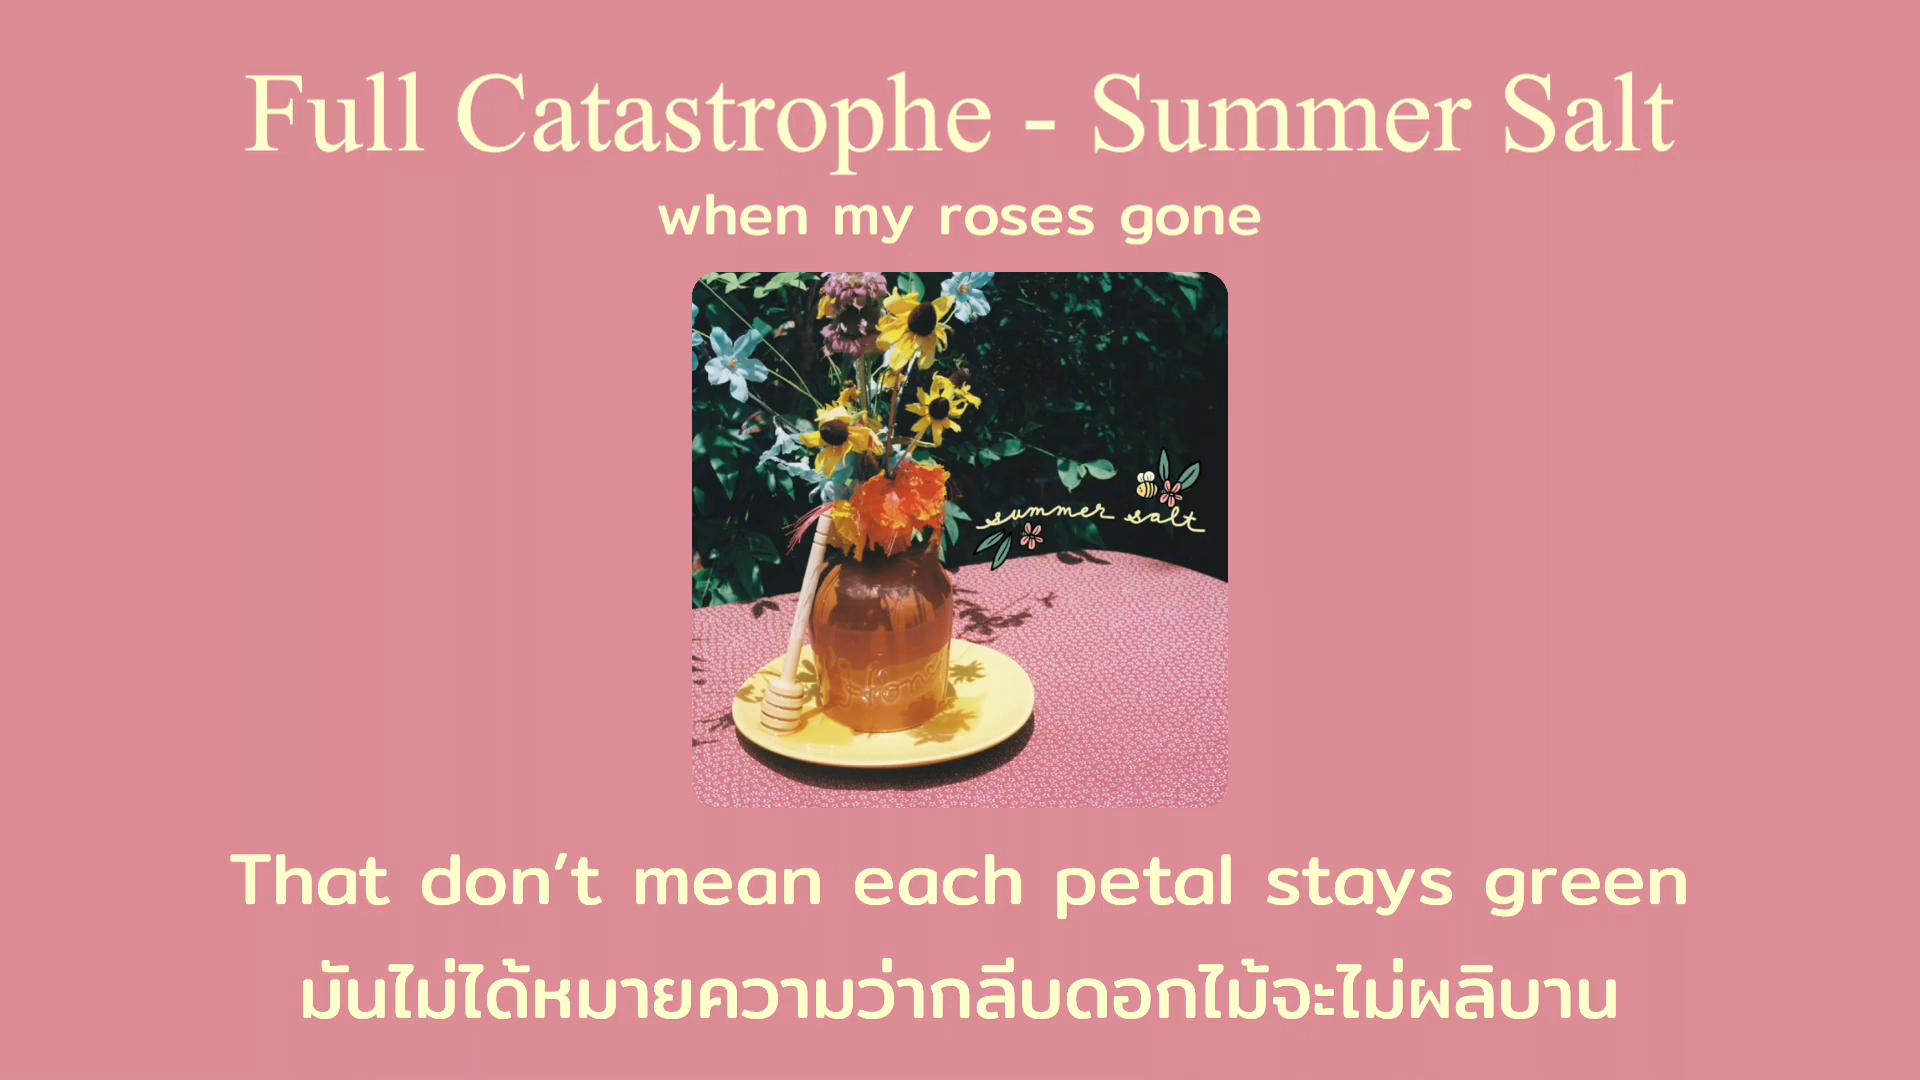 Full Catastrophe - Summer Salt
when my roses gone
summer salt
Home
That don't mean each petal stays green
มันไม่ได้หมายความว่ากลีบดอกไม้จะไม่ผลิบาน